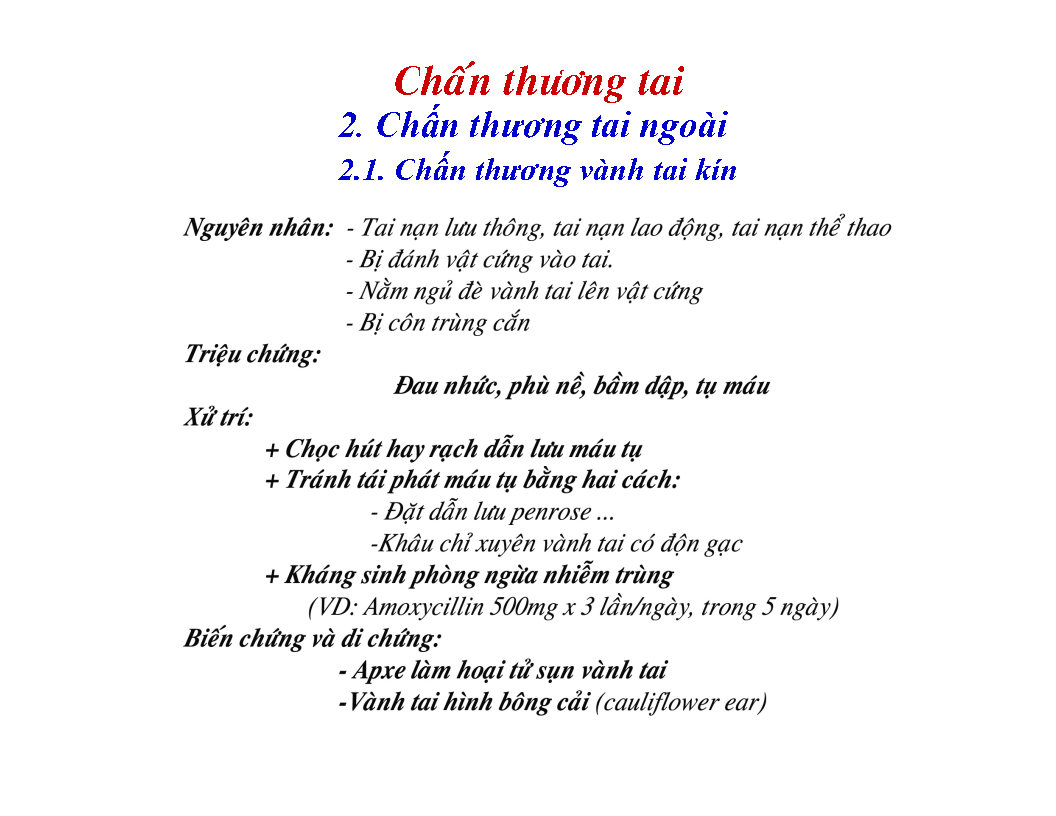 Chấn thương tai
2. Chấn thương tai ngoài
2.1. Chấn thương vành tai kín
Nguyên nhân: - Tai nạn lưu thông, tai nạn lao động, tai nạn thể thao
- Bị đánh vật cứng vào tai.
- Nằm ngủ đè vành tai lên vật cứng
- Bị côn trùng cắn
Triệu chứng:
Đau nhức, phù nề, bầm dập, tụ máu
Xử trí:
+ Chọc hút hay rạch dẫn lưu máu tụ
+ Tránh tái phát máu tụ bằng hai cách:
- Đặt dẫn lưu penrose ...
-Khâu chỉ xuyên vành tai có độn gạc
+ Kháng sinh phòng ngừa nhiễm trùng
(VD: Amoxycillin 500mg x 3 lần/ngày, trong 5 ngày)
Biến chứng và di chứng:
- Apxe làm hoại tử sụn vành tai
-Vành tai hình bông cải (cauliflower ear)